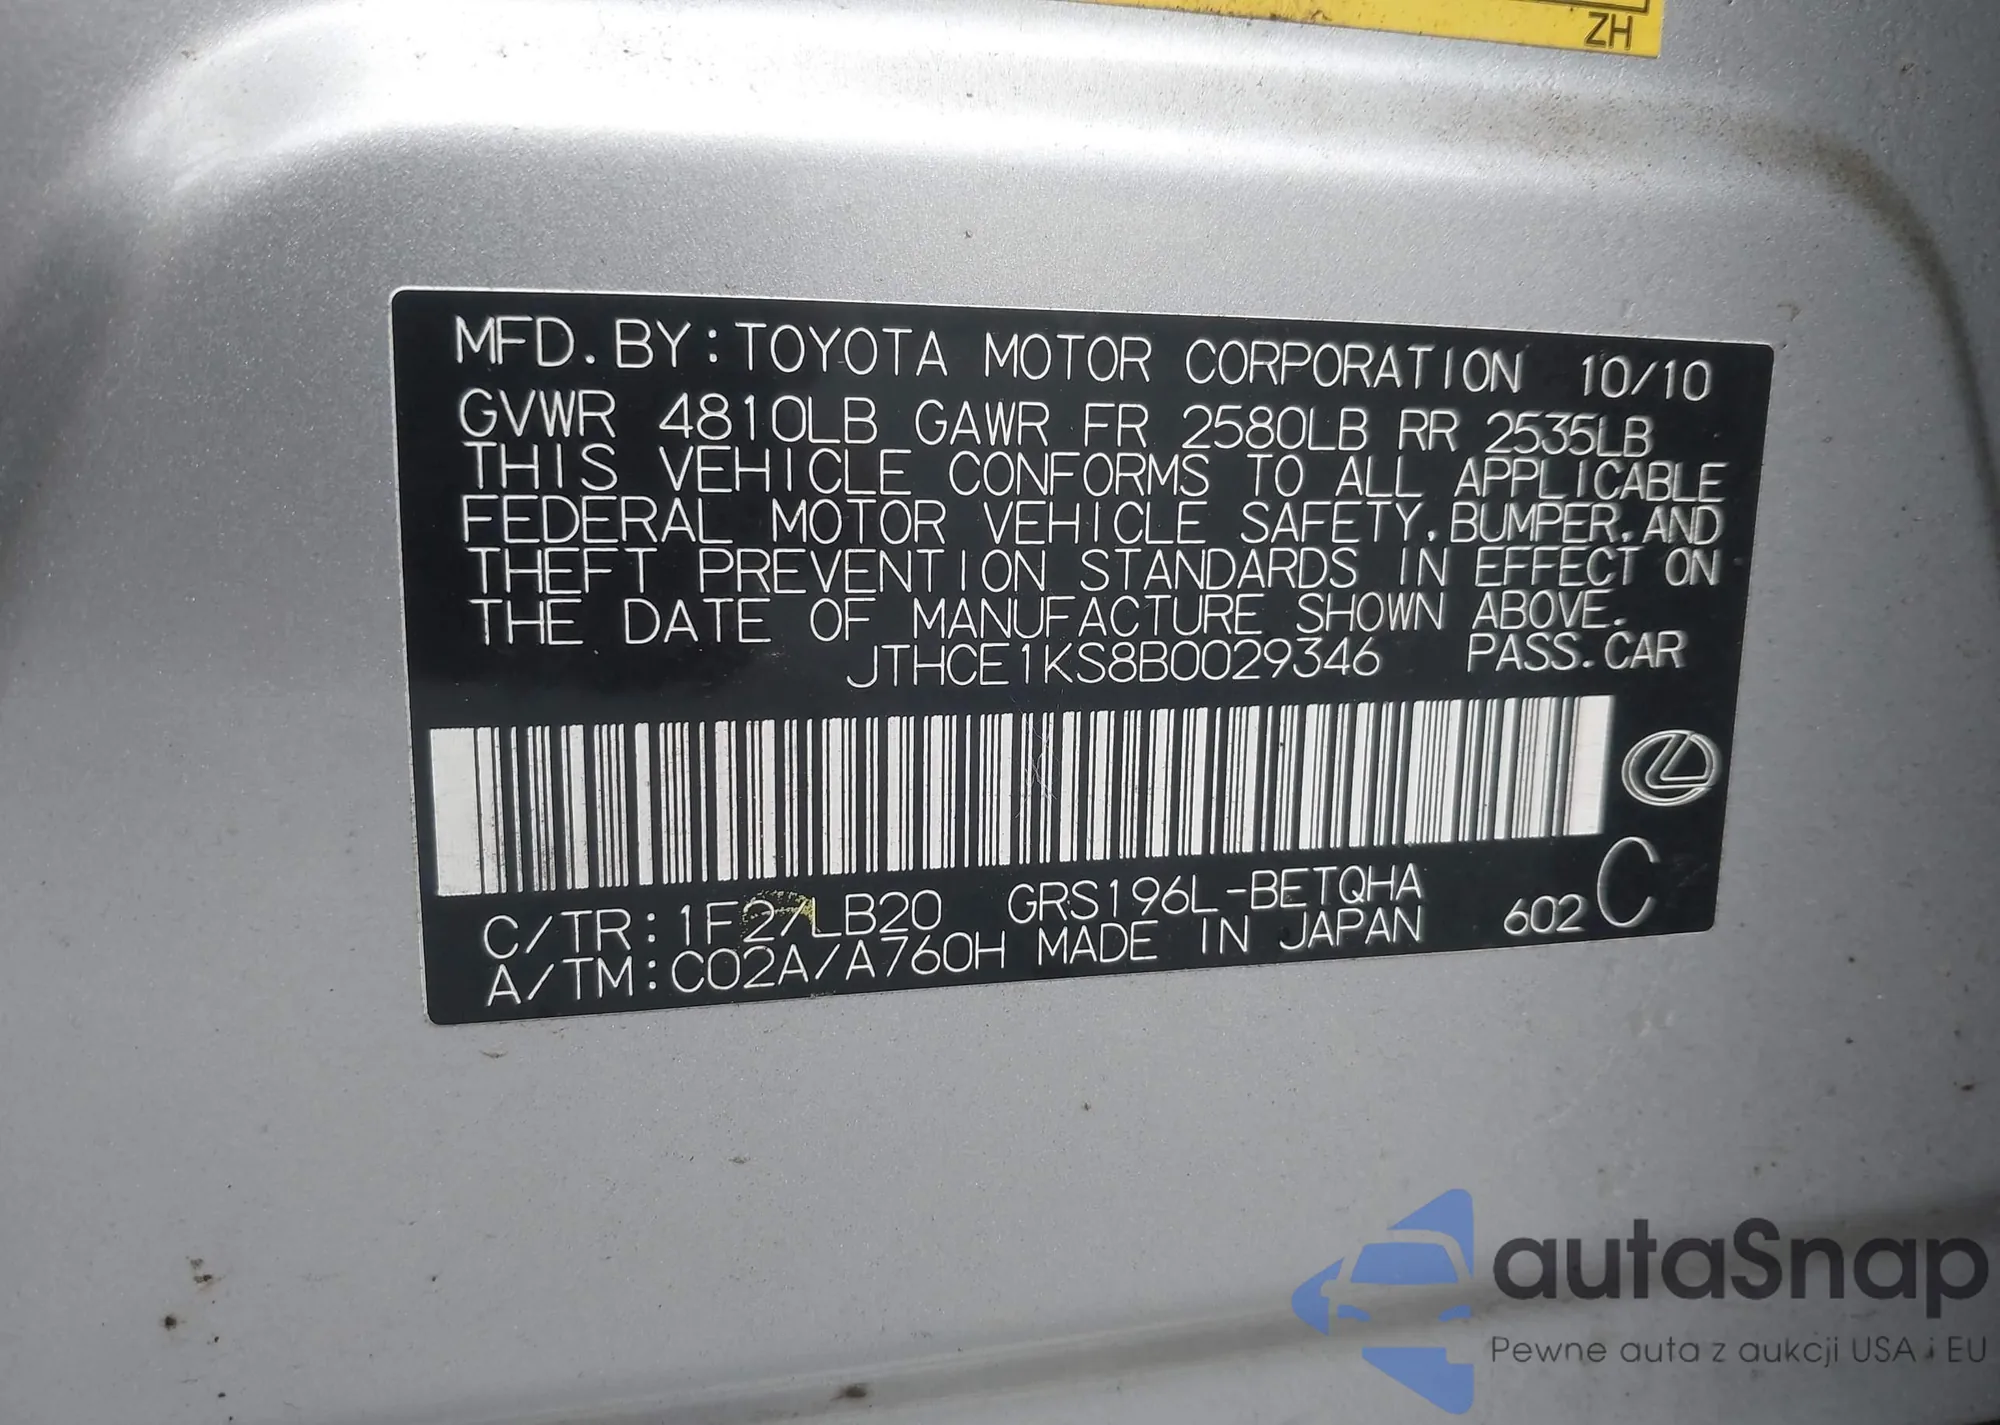 ZH
MFD. BY: TOYOTA MOTOR CORPORATION 10/10
GVWR 4810LB GAWR FR 2580LB RR 2535LB
THIS VEHICLE CONFORMS TO ALL APPLICABLE
FEDERAL MOTOR VEHICLE SAFETY, BUMPER, AND
THEFT PREVENTION STANDARDS IN EFFECT ON
THE DATE OF MANUFACTURE SHOWN ABOVE.
JTHCE1KS8B0029346 PASS. CAR
C/TR: 1F2/LB20 GRS196L-BETQHA 602 C
A/TM: C02A/A760H MADE IN JAPAN
autaSnap
Pewne auta z aukcji USA i EU